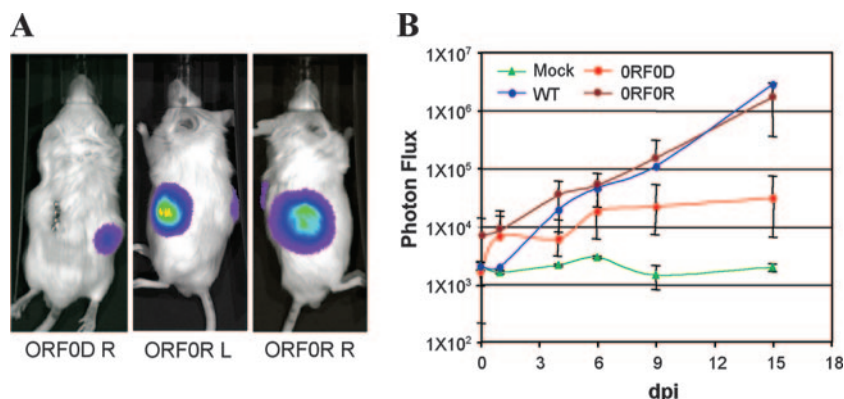 A
ORF0D R
ORF0R L
ORF0R R
B
1X10⁷
1X10⁶
1X10⁵
1X10⁴
1X10³
1X10²
Photon Flux
Mock
0RF0D
WT
0RF0R
0 3 6 9 12 15 18
dpi